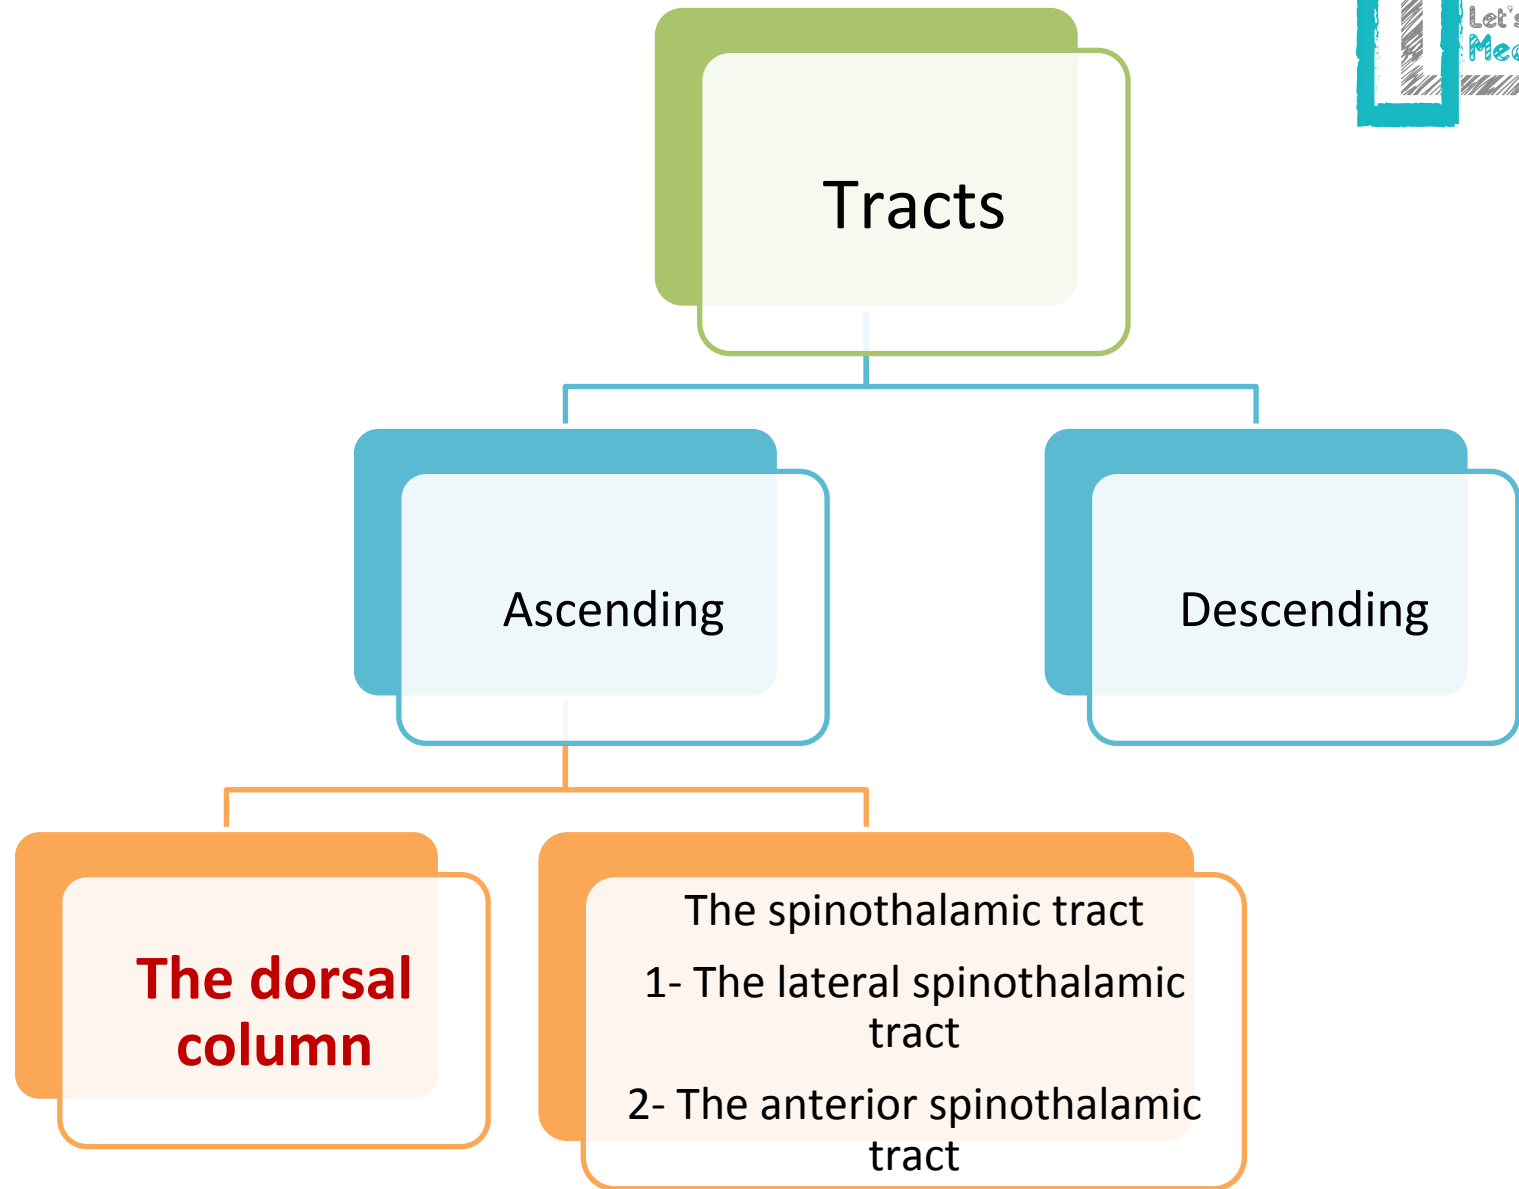 Let's
Tracts
Ascending
Descending
The dorsal
column
The spinothalamic tract
1- The lateral spinothalamic
tract
2- The anterior spinothalamic
tract